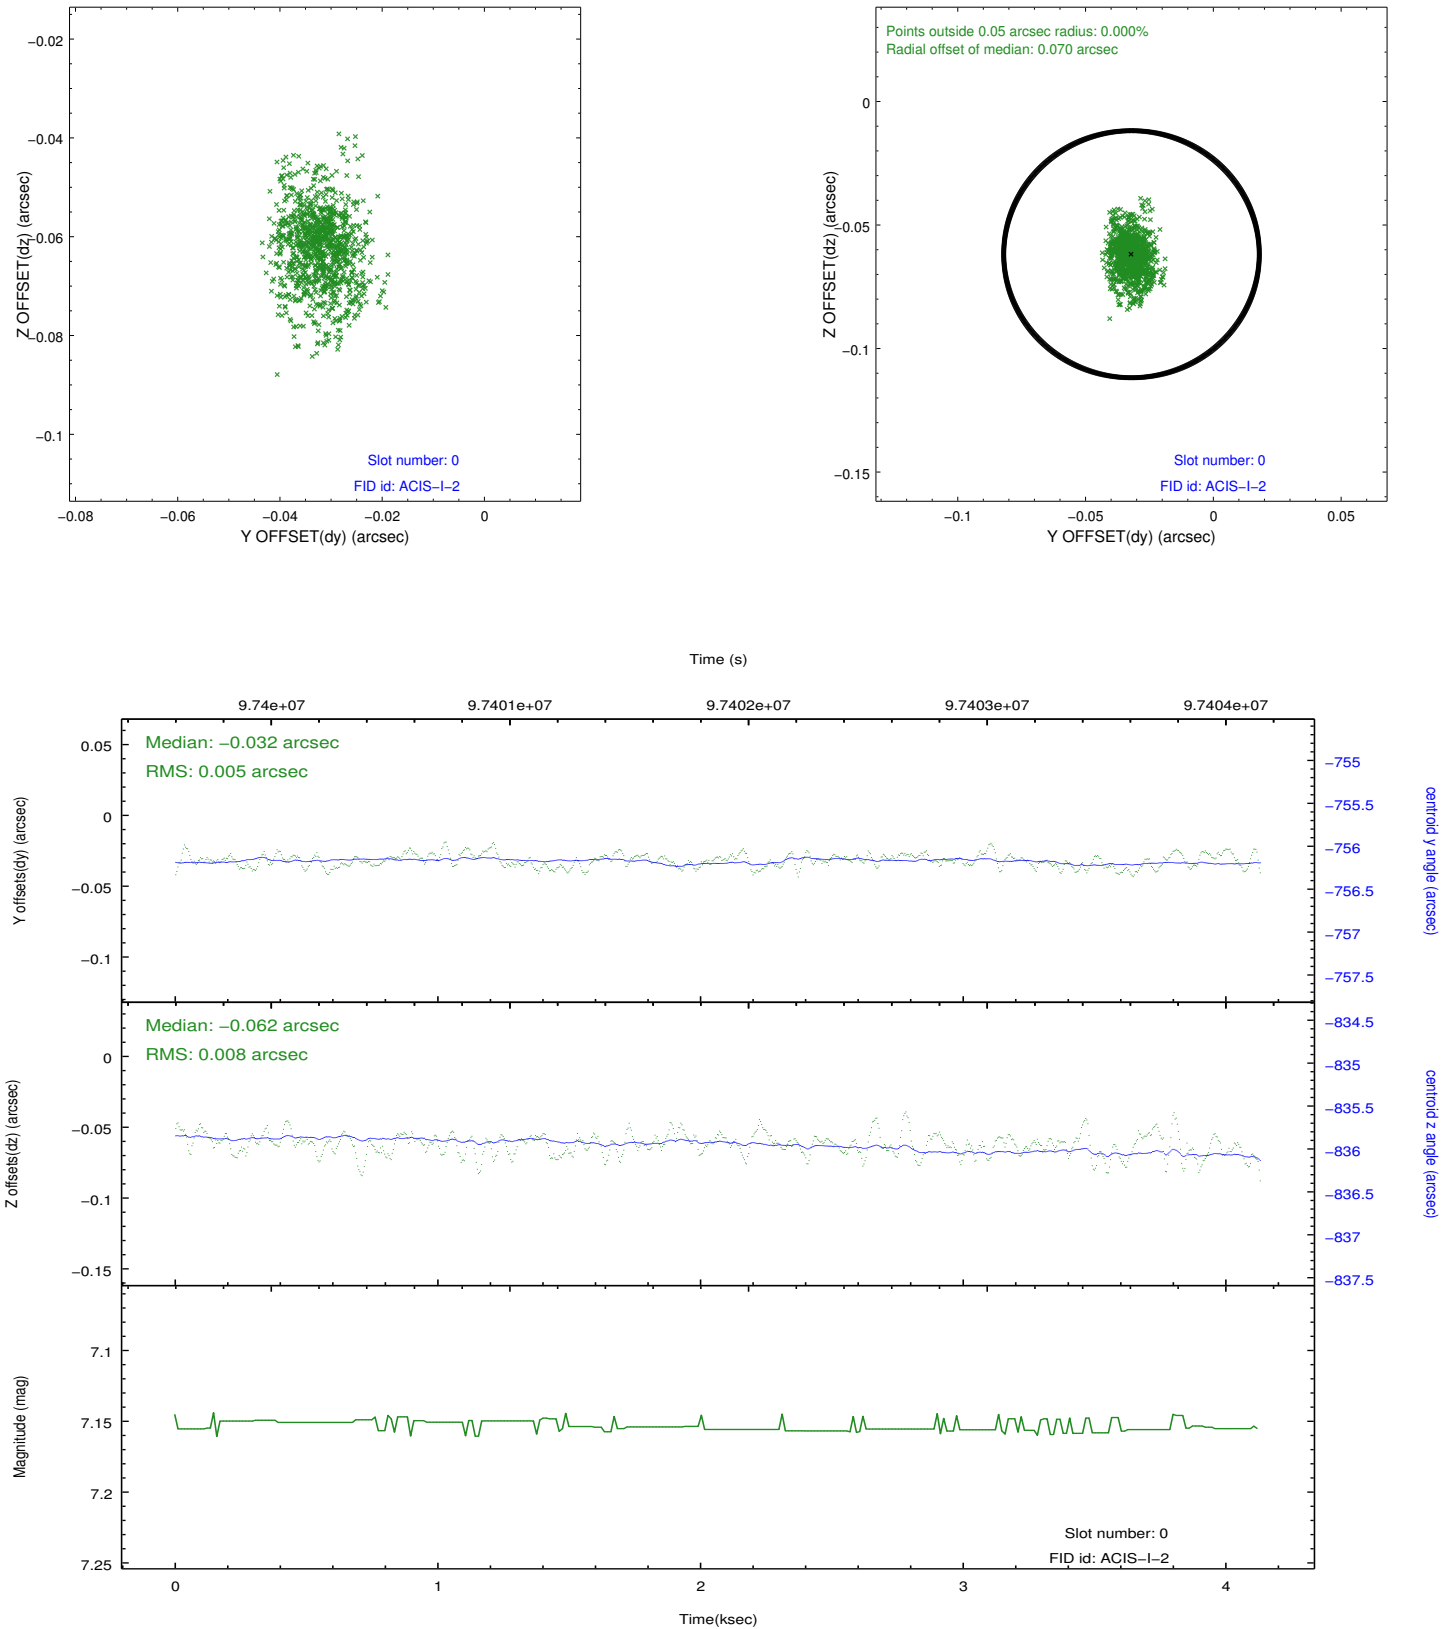 −0.02
−0.04
−0.06
−0.08
−0.1
Z OFFSET(dz) (arcsec)
Slot number: 0
FID id: ACIS−I−2
−0.08
−0.06
−0.04
−0.02
0
Y OFFSET(dy) (arcsec)
Points outside 0.05 arcsec radius: 0.000%
Radial offset of median: 0.070 arcsec
0
−0.05
−0.1
−0.15
Z OFFSET(dz) (arcsec)
Slot number: 0
FID id: ACIS−I−2
−0.1
−0.05
0
0.05
Y OFFSET(dy) (arcsec)
Time (s)
9.74e+07
9.7401e+07
9.7402e+07
9.7403e+07
9.7404e+07
Median: −0.032 arcsec
RMS: 0.005 arcsec
0.05
0
−0.05
−0.1
Y offsets(dy) (arcsec)
−755
−755.5
−756
−756.5
−757
−757.5
centroid y angle (arcsec)
Median: −0.062 arcsec
RMS: 0.008 arcsec
0
−0.05
−0.1
−0.15
Z offsets(dz) (arcsec)
−834.5
−835
−835.5
−836
−836.5
−837
−837.5
centroid z angle (arcsec)
7.1
7.15
7.2
7.25
Magnitude (mag)
Slot number: 0
FID id: ACIS−I−2
0
1
2
3
4
Time(ksec)